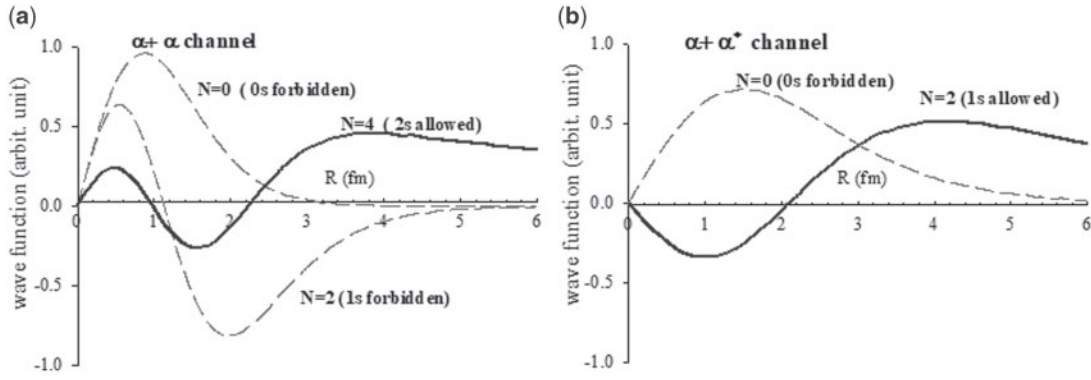 (a)
α+ α channel
1.0
N=0 ( 0s forbidden)
N=4 ( 2s allowed)
0.5
R (fm)
0.0
0 1 2 3 4 5 6
-0.5
N=2 (1s forbidden)
-1.0
wave function (arbit. unit)
(b)
α+ α* channel
1.0
N=0 (0s forbidden)
N=2 (1s allowed)
0.5
R (fm)
0.0
0 1 2 3 4 5 6
-0.5
-1.0
wave function (arbit. unit)